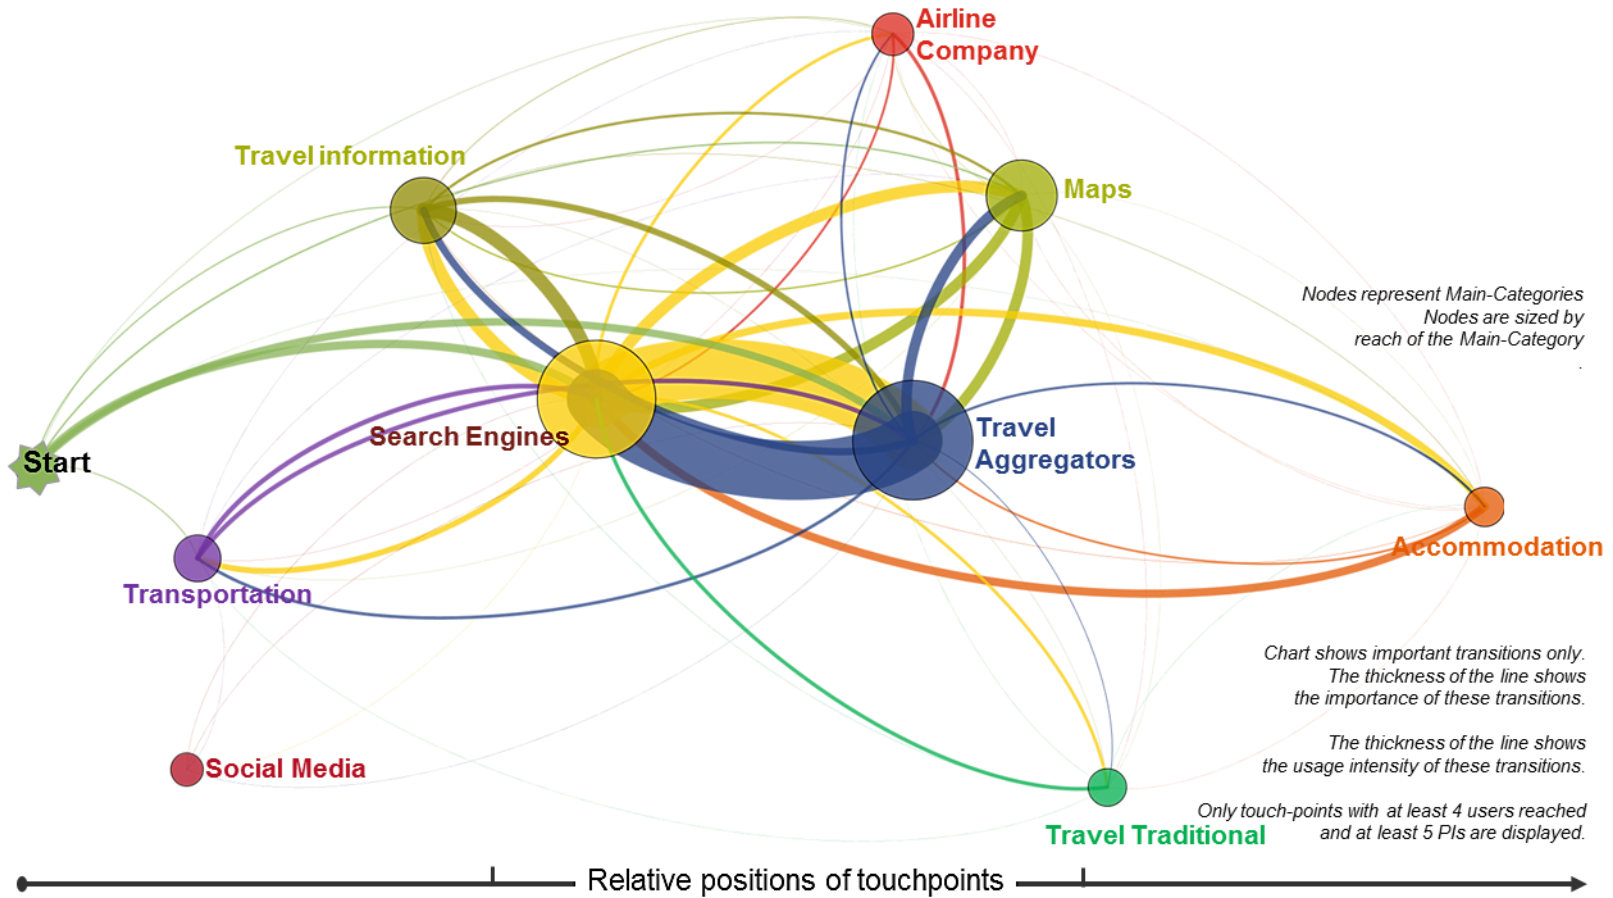 Airline
Company
Travel information
Maps
Nodes represent Main-Categories
Nodes are sized by
reach of the Main-Category
.
Search Engines
Travel
Aggregators
Start
Accommodation
Transportation
Chart shows important transitions only.
The thickness of the line shows
the importance of these transitions.
The thickness of the line shows
the usage intensity of these transitions.
Social Media
Only touch-points with at least 4 users reached
and at least 5 PIs are displayed.
Travel Traditional
Relative positions of touchpoints